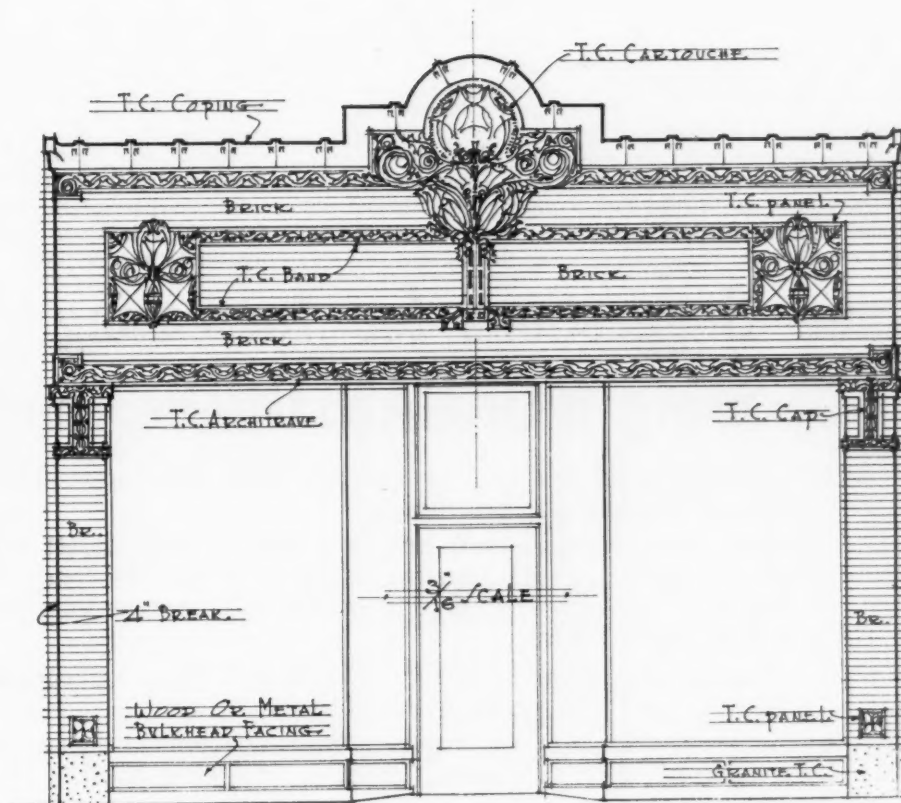 T.C. CARTOUCHE
T.C. COPING
BRICK
T.C. PANEL
T.C. BAND
BRICK
BRICK
T.C. ARCHITRAVE
T.C. CAP
BR.
3/16" SCALE
4" BREAK.
BR.
WOOD OR METAL
BULKHEAD FACING
T.C. PANEL
GRANITE T.C.